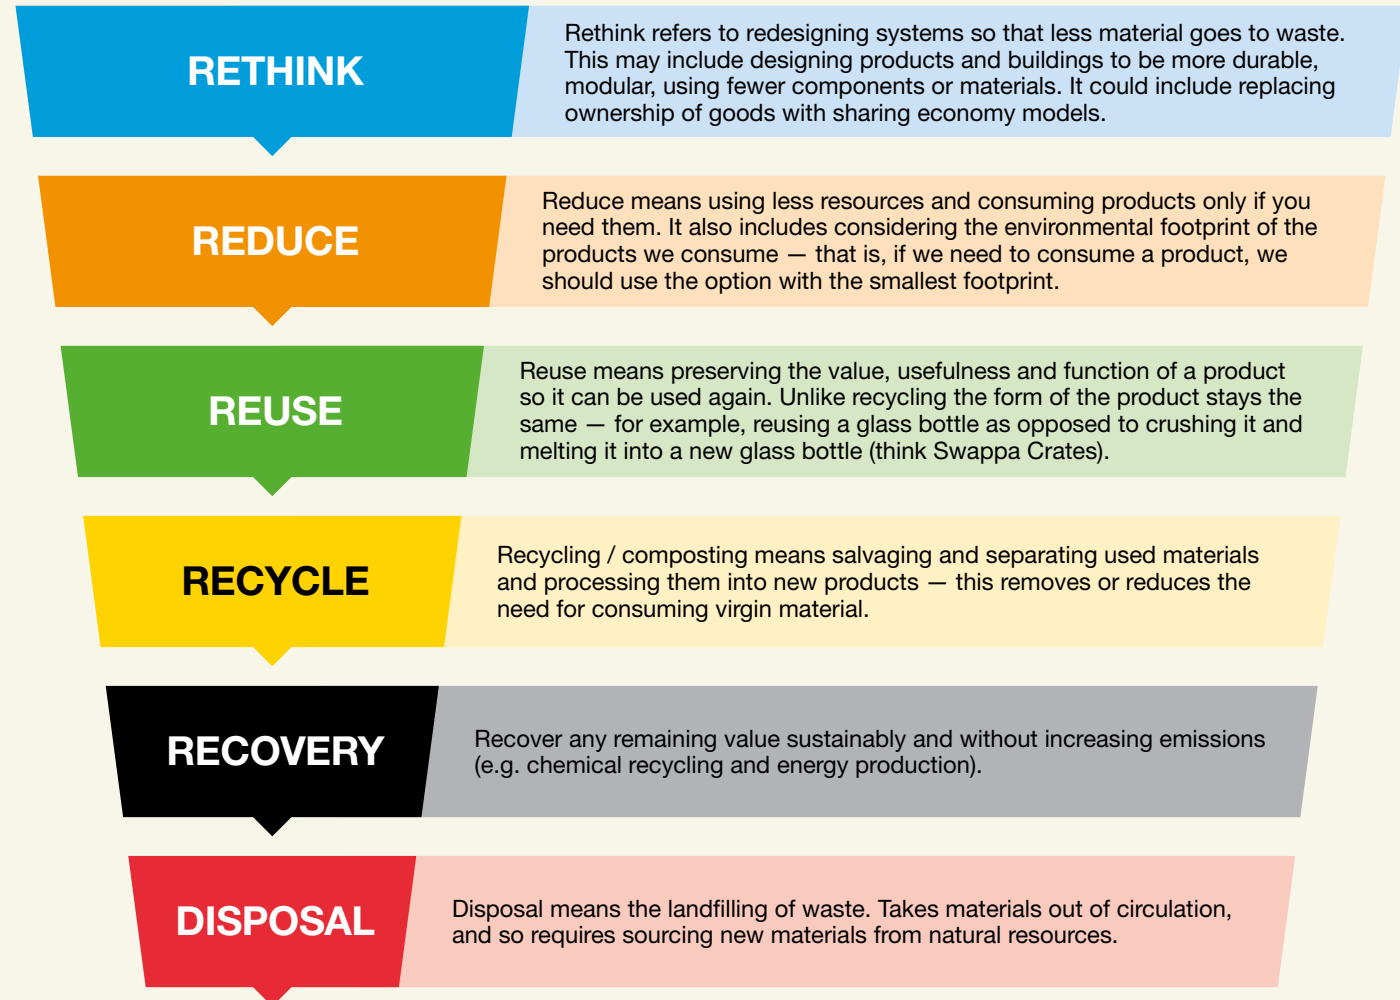 RETHINK
Rethink refers to redesigning systems so that less material goes to waste.
This may include designing products and buildings to be more durable,
modular, using fewer components or materials. It could include replacing
ownership of goods with sharing economy models.
REDUCE
Reduce means using less resources and consuming products only if you
need them. It also includes considering the environmental footprint of the
products we consume — that is, if we need to consume a product, we
should use the option with the smallest footprint.
REUSE
Reuse means preserving the value, usefulness and function of a product
so it can be used again. Unlike recycling the form of the product stays the
same — for example, reusing a glass bottle as opposed to crushing it and
melting it into a new glass bottle (think Swappa Crates).
RECYCLE
Recycling / composting means salvaging and separating used materials
and processing them into new products — this removes or reduces the
need for consuming virgin material.
RECOVERY
Recover any remaining value sustainably and without increasing emissions
(e.g. chemical recycling and energy production).
DISPOSAL
Disposal means the landfilling of waste. Takes materials out of circulation,
and so requires sourcing new materials from natural resources.